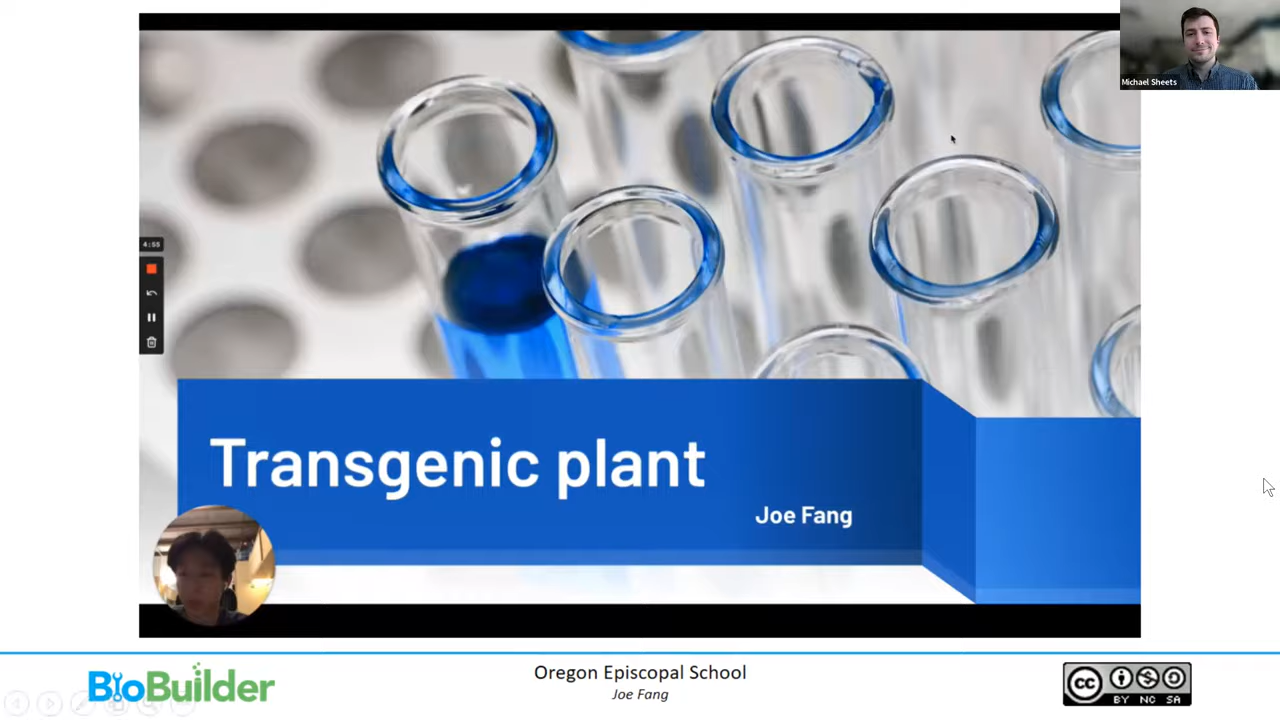 Michael Sheets
4:55
Transgenic plant
Joe Fang
BioBuilder
Oregon Episcopal School
Joe Fang
cc
BY NC SA